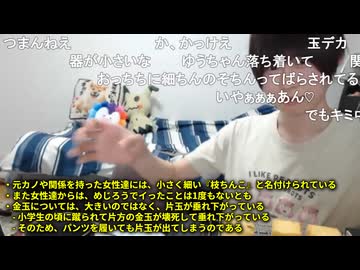 つまんねえ
か、かっけえ
玉デカ
器が小さいな
ゆうちゃん落ち着いて
関
おっちちに細ちんのそちんってばらされてる
いやぁぁぁあん♡
でもキミ中
・元カノや関係を持った女性達には、小さく細い『枝ちんこ』と名付けられている
・また女性達からは、めじろうでイったことは1度もないとも
・金玉については、大きいのではなく、片玉が垂れ下がっている
- 小学生の頃に蹴られて片方の金玉が壊死して垂れ下がっている
- そのため、パンツを履いても片玉が出てしまうのである